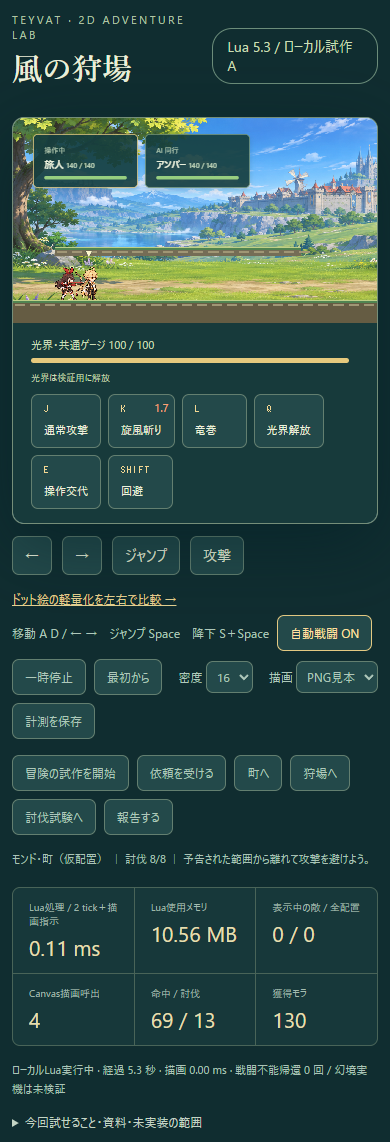 TEYVAT · 2D ADVENTURE
LAB
風の狩場
Lua 5.3 / ローカル試作
A
操作中
旅人 140 / 140
AI 同行
アンバー 140 / 140
光界・共通ゲージ 100 / 100
光界は検証用に解放
J
通常攻撃
K 1.7
旋風斬り
L
竜巻
Q
光界解放
E
操作交代
SHIFT
回避
←
→
ジャンプ
攻撃
ドット絵の軽量化を左右で比較 →
移動 A D / ← → ジャンプ Space 降下 S＋Space 自動戦闘 ON
一時停止 最初から 密度 16 描画 PNG見本
計測を保存
冒険の試作を開始 依頼を受ける 町へ 狩場へ
討伐試験へ 報告する
モンド・町（仮配置） ｜ 討伐 8/8 ｜ 予告された範囲から離れて攻撃を避けよう。
Lua処理 / 2 tick＋描
画指示
0.11 ms
Lua使用メモリ
10.56 MB
表示中の敵 / 全配置
0 / 0
Canvas描画呼出
4
命中 / 討伐
69 / 13
獲得モラ
130
ローカルLua実行中 · 経過 5.3 秒 · 描画 0.00 ms · 戦闘不能帰還 0 回 / 幻境実
機は未検証
▶ 今回試せること・資料・未実装の範囲